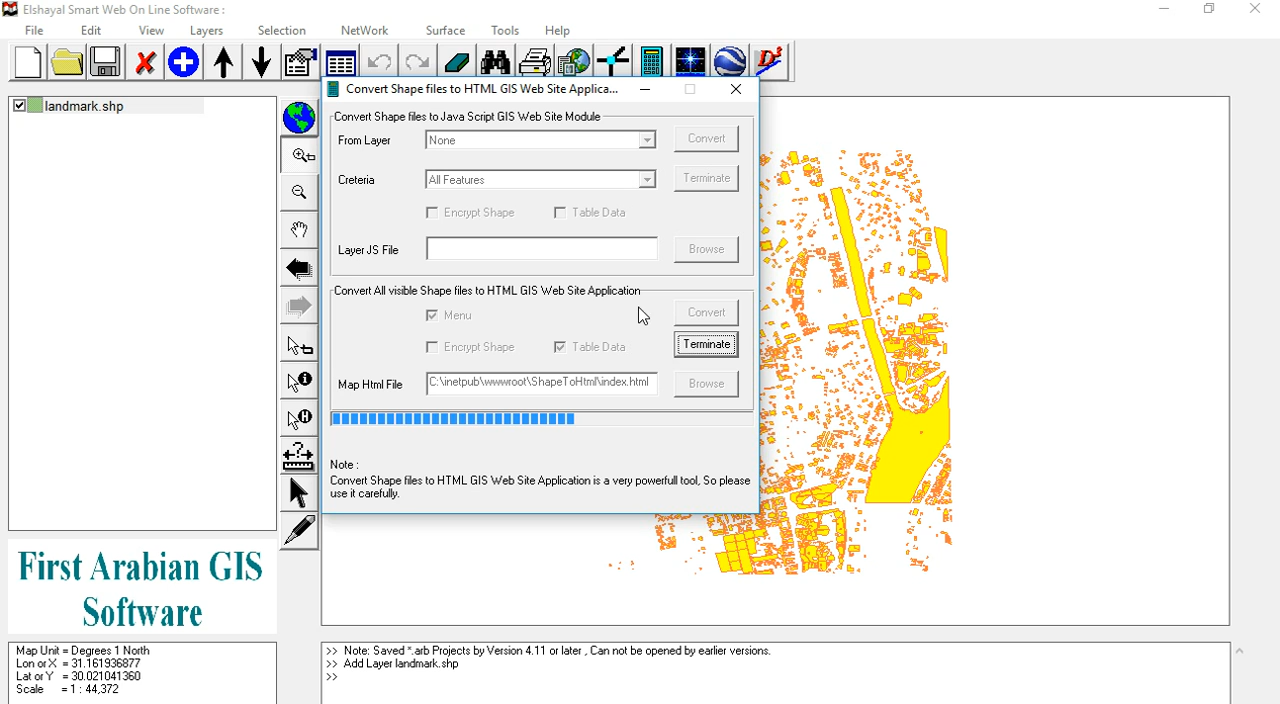 Elshayal Smart Web On Line Software :
File Edit View Layers Selection NetWork Surface Tools Help
landmark.shp
Convert Shape files to HTML GIS Web Site Applica...
Convert Shape files to Java Script GIS Web Site Module
From Layer None Convert
Creteria All Features Terminate
Encrypt Shape Table Data
Layer JS File Browse
Convert All visible Shape files to HTML GIS Web Site Application
Menu Convert
Encrypt Shape Table Data Terminate
Map Html File C:\inetpub\wwwroot\ShapeToHtml\index.html Browse
Note :
Convert Shape files to HTML GIS Web Site Application is a very powerfull tool, So please
use it carefully.
First Arabian GIS
Software
Map Unit = Degrees 1 North
Lon or X = 31.161936877
Lat or Y = 30.021041360
Scale = 1 : 44,372
>> Note: Saved *.arb Projects by Version 4.11 or later , Can not be opened by earlier versions.
>> Add Layer landmark.shp
>>